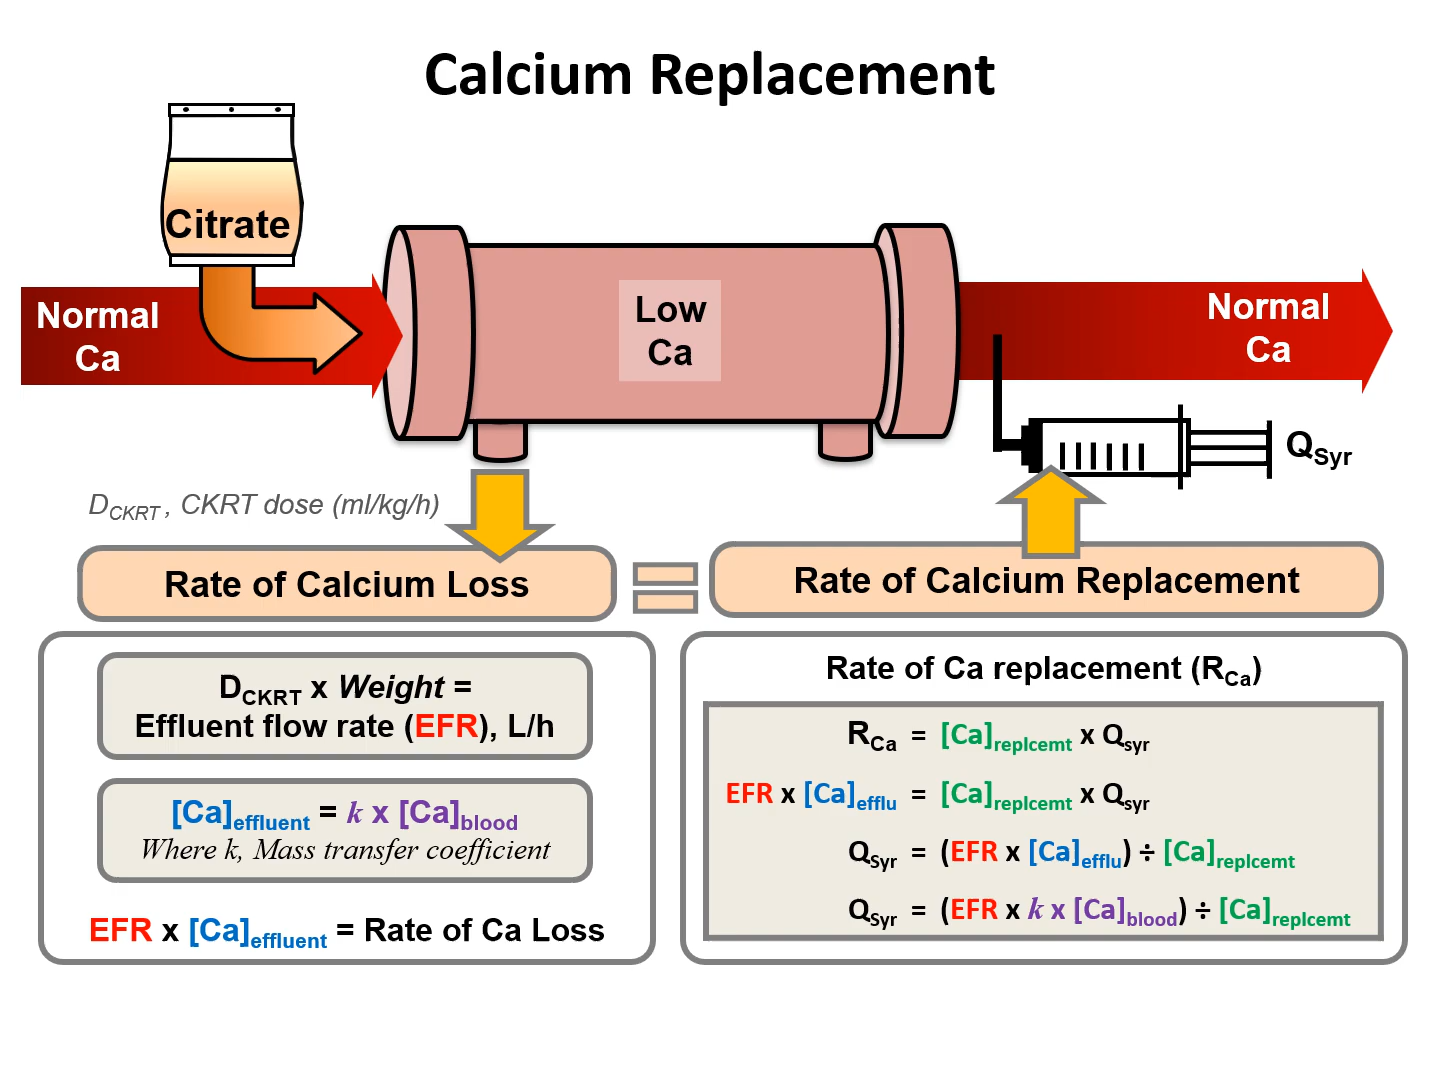 Calcium Replacement
Citrate
Normal
Ca
Low
Ca
Normal
Ca
QSyr
DCKRT , CKRT dose (ml/kg/h)
Rate of Calcium Loss
Rate of Calcium Replacement
DCKRT x Weight =
Effluent flow rate (EFR), L/h
[Ca]effluent = k x [Ca]blood
Where k, Mass transfer coefficient
EFR x [Ca]effluent = Rate of Ca Loss
Rate of Ca replacement (RCa)
RCa = [Ca]replcemt x Qsyr
EFR x [Ca]efflu = [Ca]replcemt x Qsyr
QSyr = (EFR x [Ca]efflu) ÷ [Ca]replcemt
QSyr = (EFR x k x [Ca]blood) ÷ [Ca]replcemt